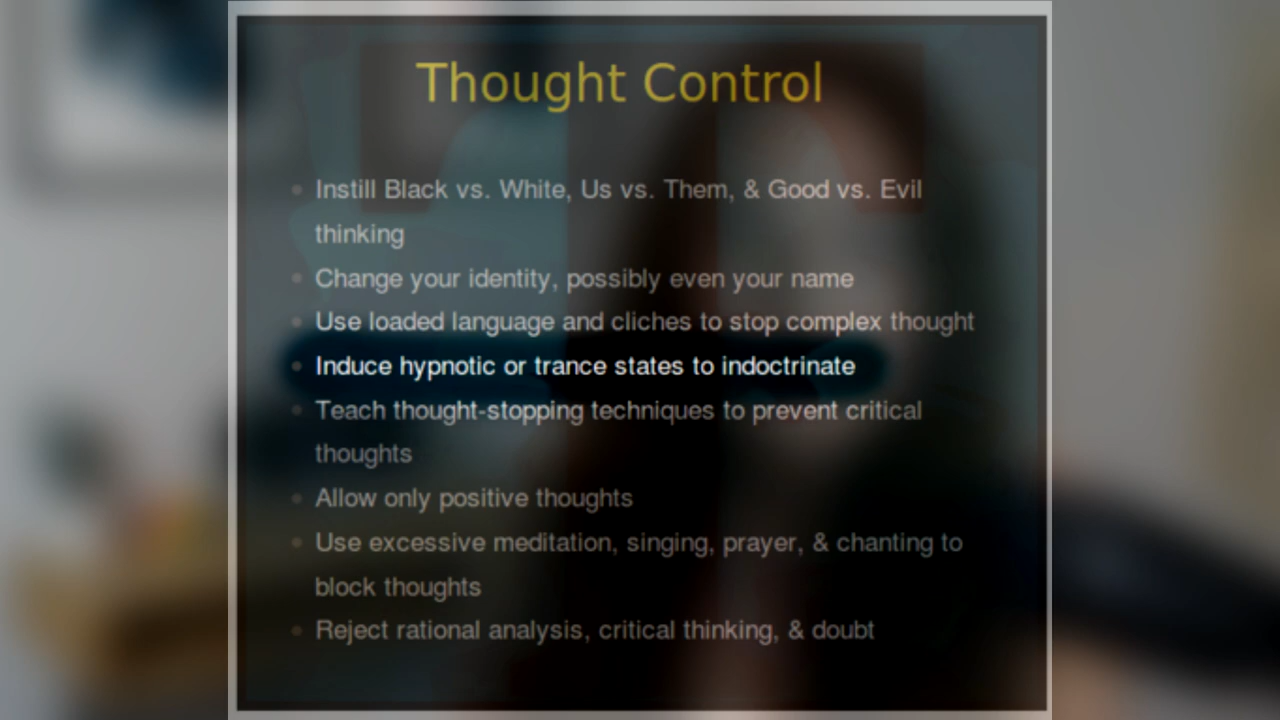 Thought Control
• Instill Black vs. White, Us vs. Them, & Good vs. Evil
thinking
• Change your identity, possibly even your name
• Use loaded language and cliches to stop complex thought
• Induce hypnotic or trance states to indoctrinate
• Teach thought-stopping techniques to prevent critical
thoughts
• Allow only positive thoughts
• Use excessive meditation, singing, prayer, & chanting to
block thoughts
• Reject rational analysis, critical thinking, & doubt